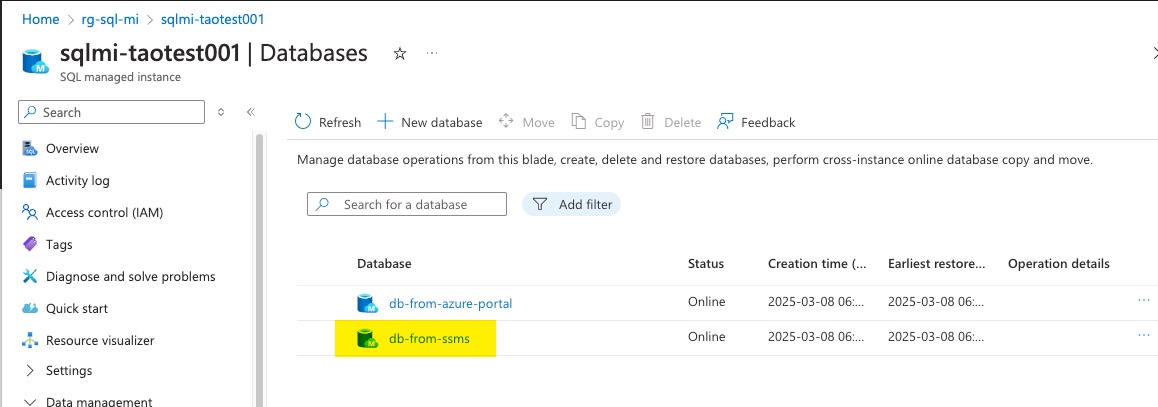 Home > rg-sql-mi > sqlmi-taotest001
sqlmi-taotest001 | Databases ☆ ...
SQL managed instance
Search
Refresh New database Move Copy Delete Feedback
Manage database operations from this blade, create, delete and restore databases, perform cross-instance online database copy and move.
Search for a database Add filter
Database Status Creation time (... Earliest restore... Operation details
db-from-azure-portal Online 2025-03-08 06:... 2025-03-08 06:... ...
db-from-ssms Online 2025-03-08 06:... 2025-03-08 06:... ...
Overview
Activity log
Access control (IAM)
Tags
Diagnose and solve problems
Quick start
Resource visualizer
Settings
Data management